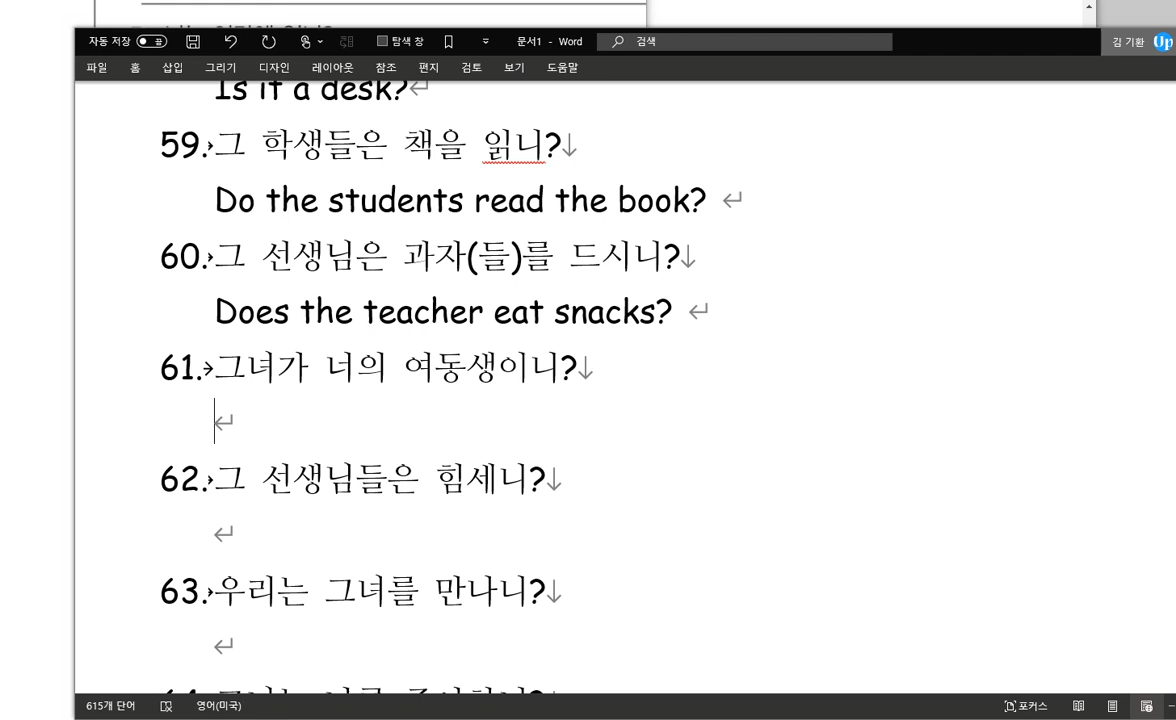 자동 저장 끔 탐색 창 문서1 - Word 검색 김 기환 Up
파일 홈 삽입 그리기 디자인 레이아웃 참조 편지 검토 보기 도움말
Is it a desk?
59. 그 학생들은 책을 읽니?
Do the students read the book?
60. 그 선생님은 과자(들)를 드시니?
Does the teacher eat snacks?
61. 그녀가 너의 여동생이니?
62. 그 선생님들은 힘세니?
63. 우리는 그녀를 만나니?
615개 단어 영어(미국) 포커스